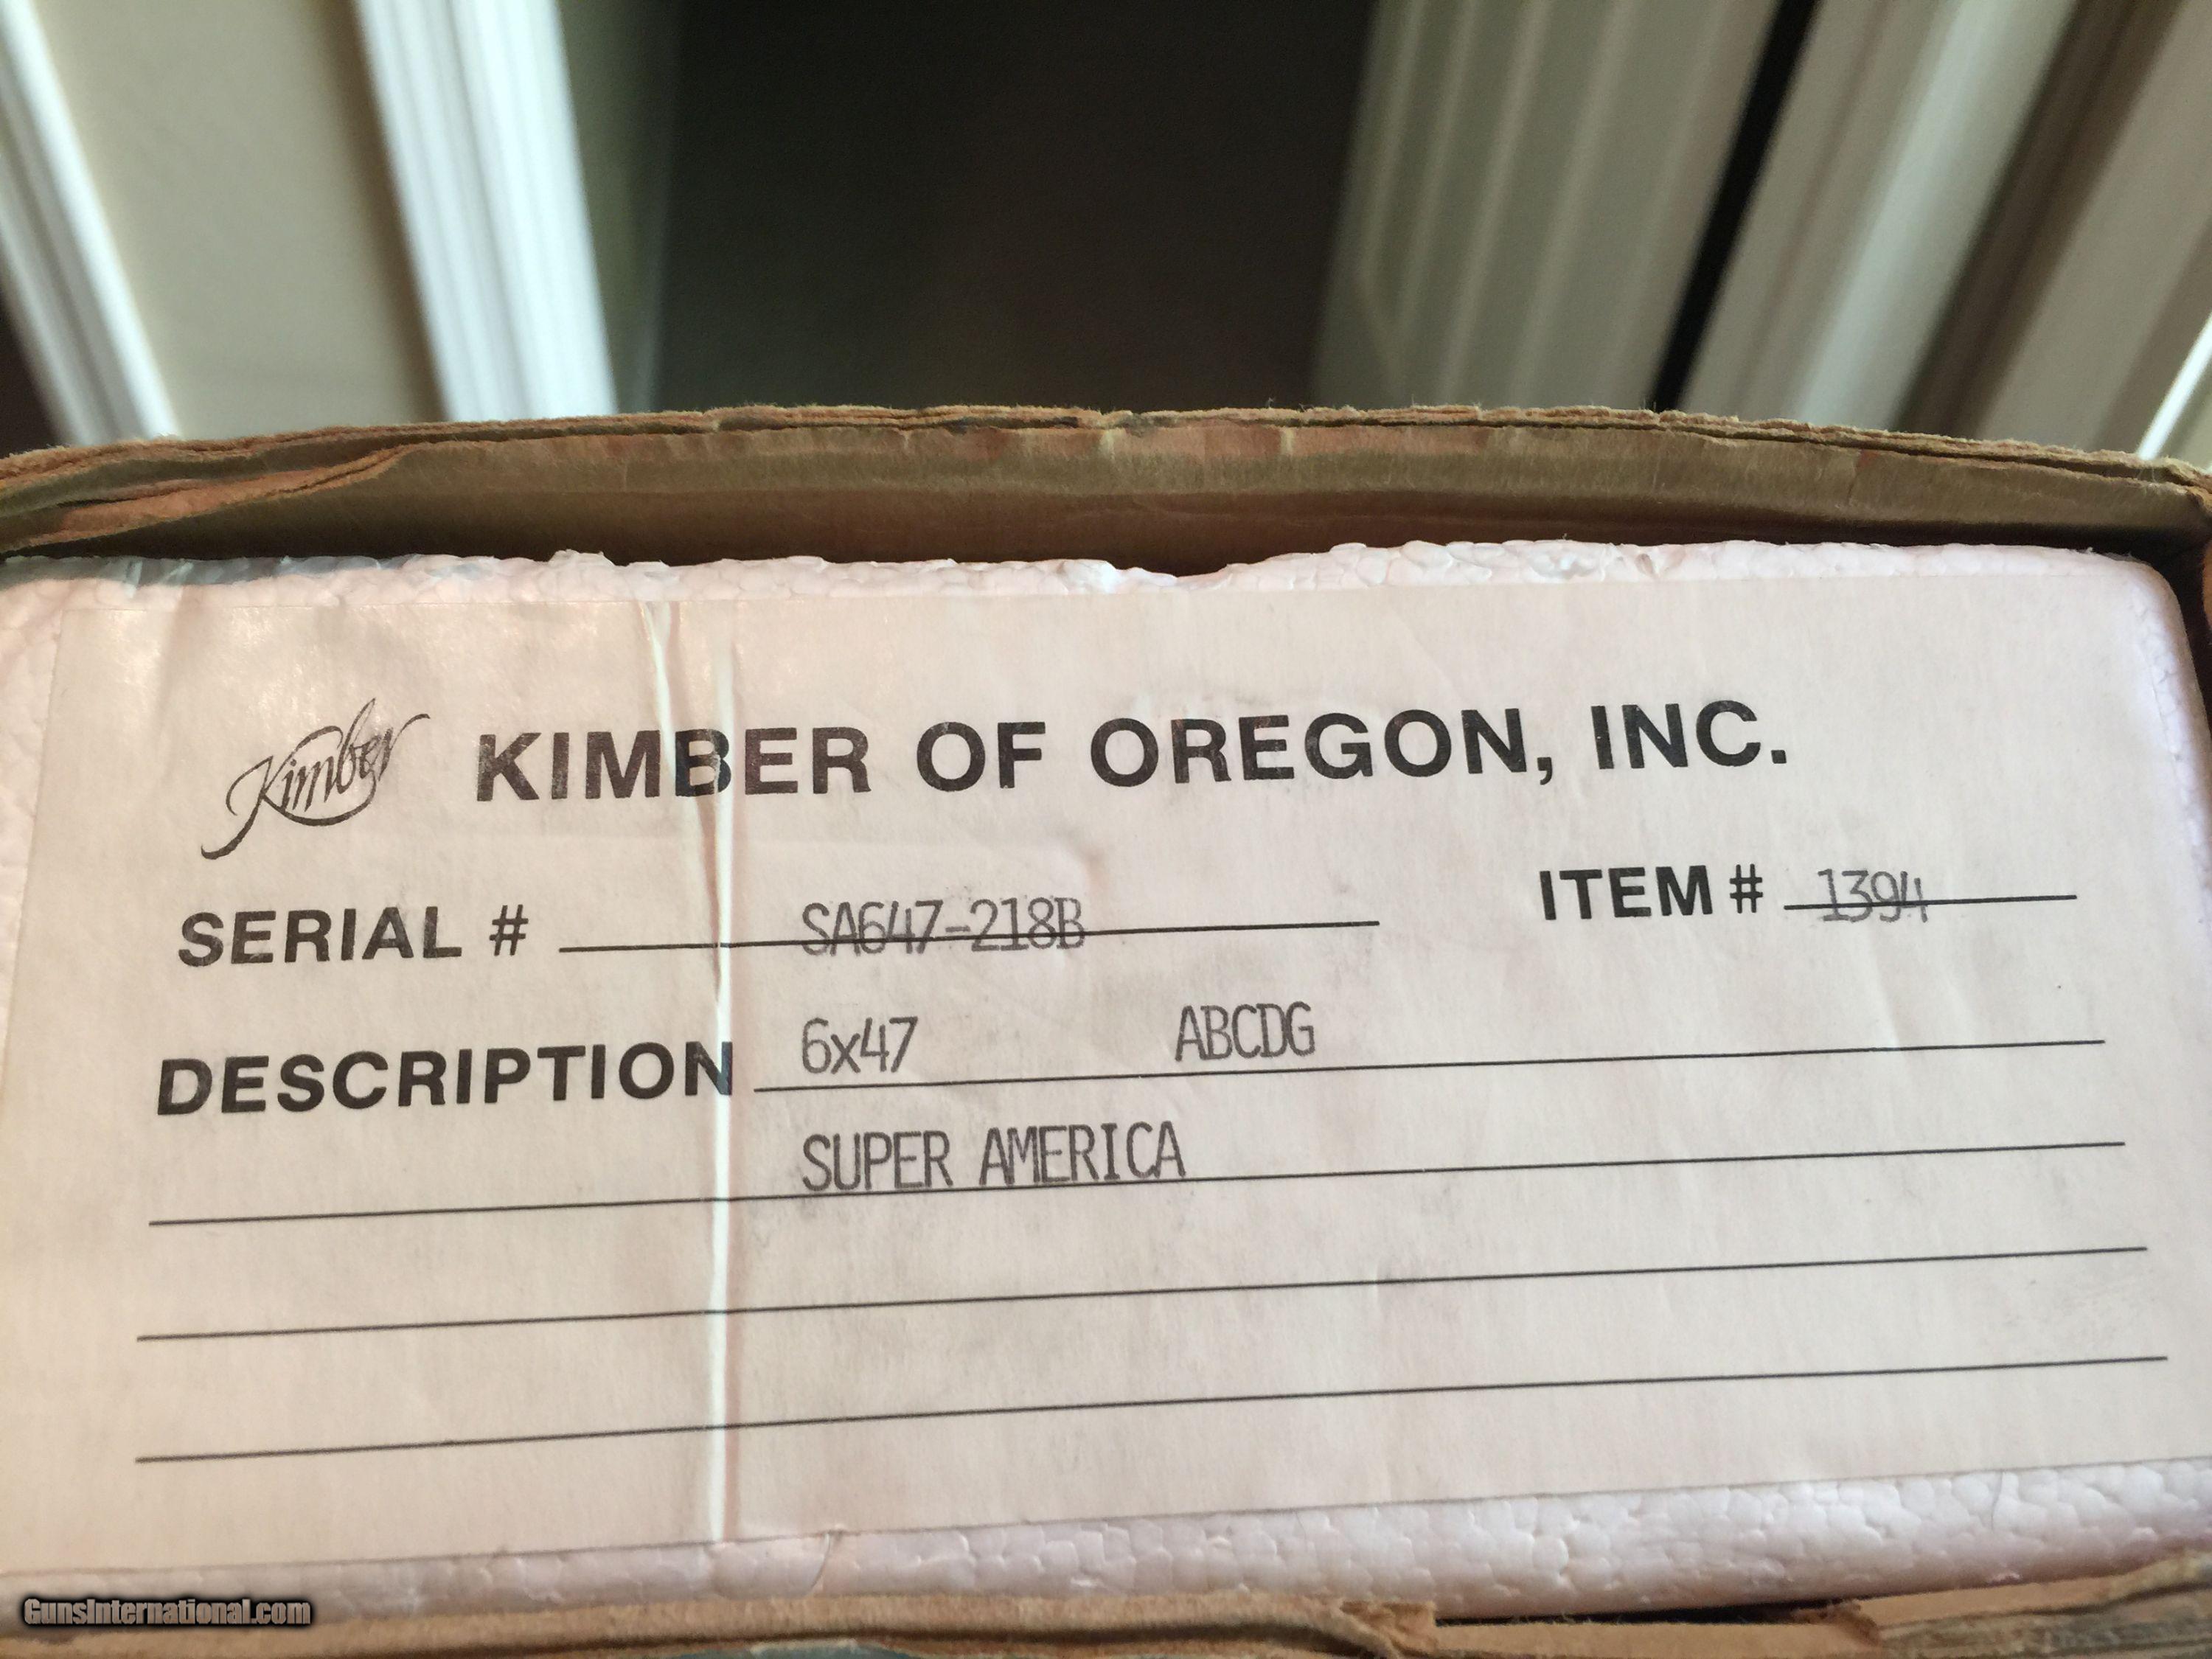 Kimber KIMBER OF OREGON, INC.
SERIAL # SA647-218B ITEM # 1394
DESCRIPTION 6x47 ABCDG
SUPER AMERICA
GunsInternational.com